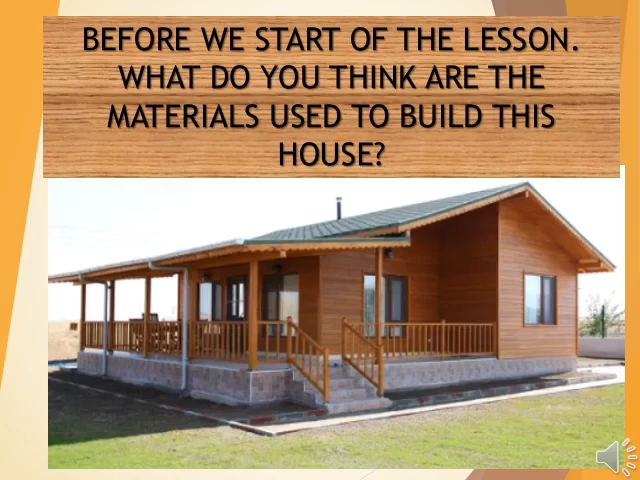 BEFORE WE START OF THE LESSON.
WHAT DO YOU THINK ARE THE
MATERIALS USED TO BUILD THIS
HOUSE?